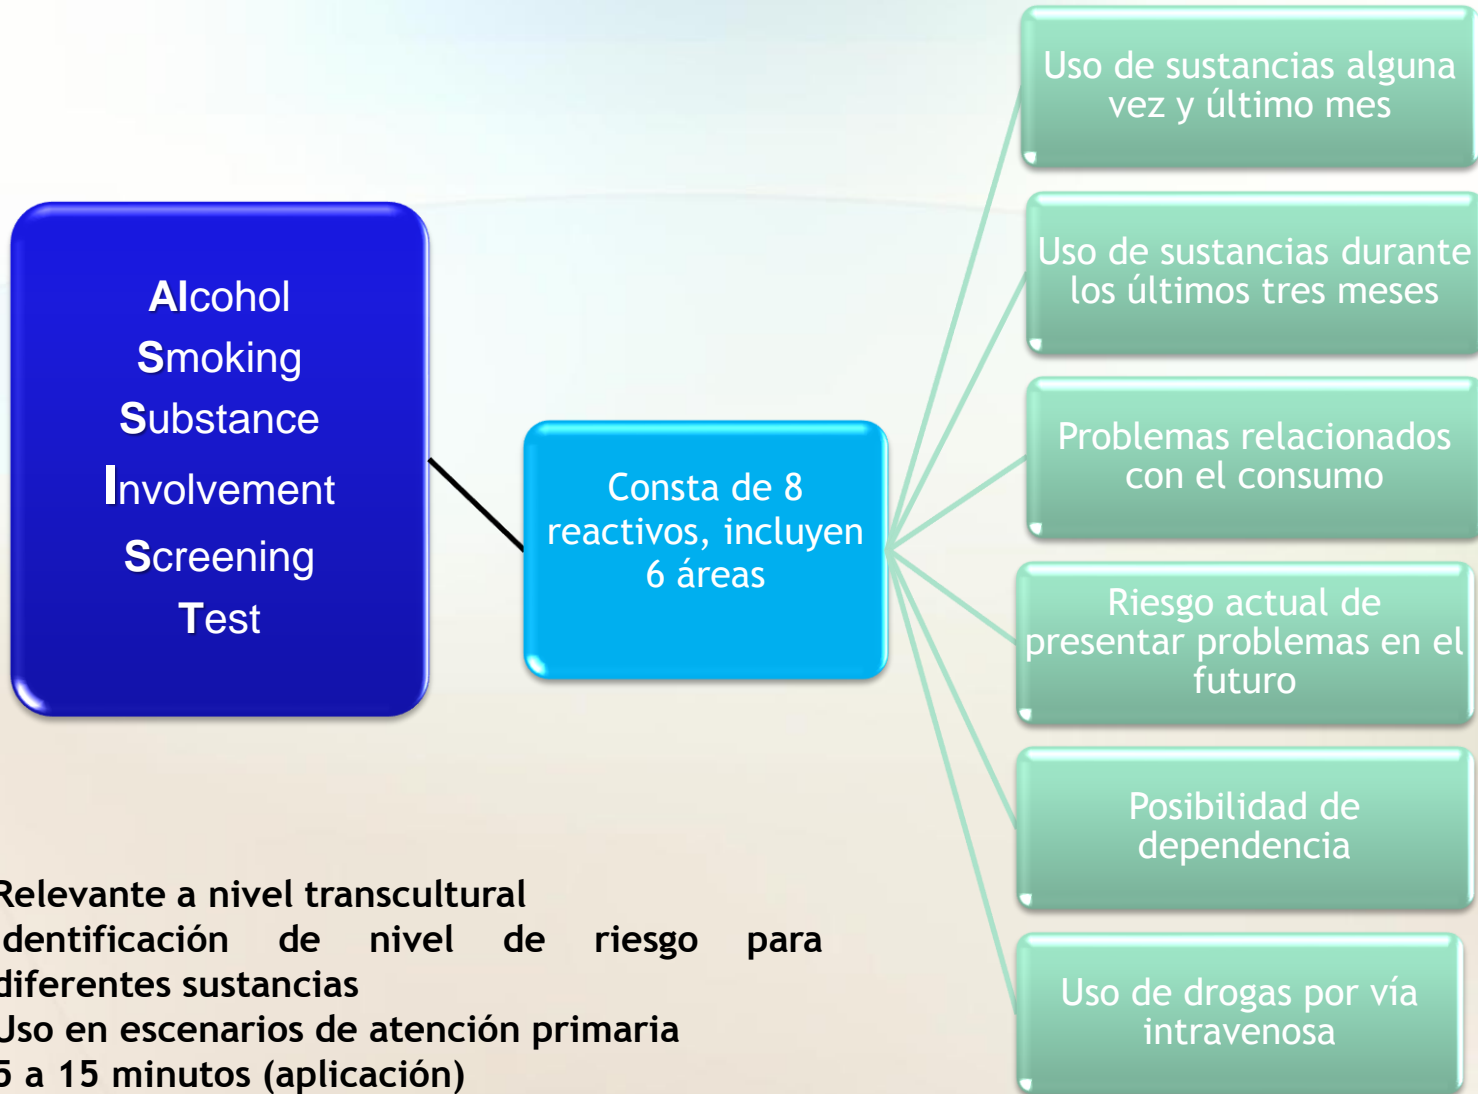 Alcohol
Smoking
Substance
Involvement
Screening
Test
Consta de 8
reactivos, incluyen
6 áreas
Uso de sustancias alguna
vez y último mes
Uso de sustancias durante
los últimos tres meses
Problemas relacionados
con el consumo
Riesgo actual de
presentar problemas en el
futuro
Posibilidad de
dependencia
Uso de drogas por vía
intravenosa
Relevante a nivel transcultural
dentificación de nivel de riesgo para
diferentes sustancias
Uso en escenarios de atención primaria
5 a 15 minutos (aplicación)